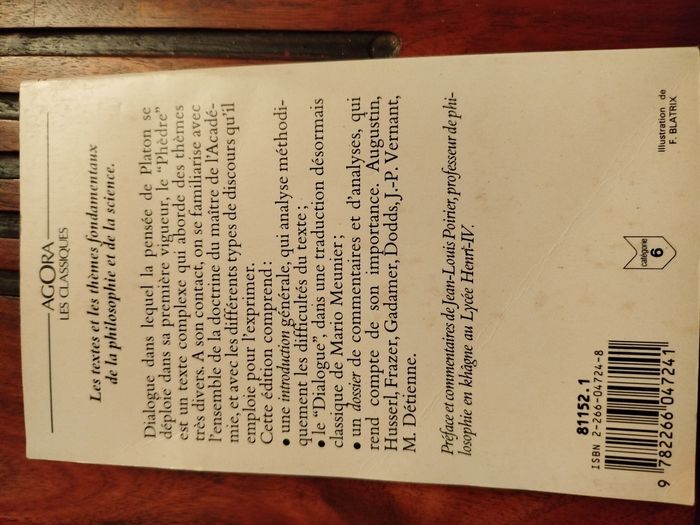 AGORA
LES CLASSIQUES
Les textes et les thèmes fondamentaux
de la philosophie et de la science.
Dialogue dans lequel la pensée de Platon se
déploie dans sa première vigueur, le "Phèdre"
est un texte complexe qui aborde des thèmes
très divers. A son contact, on se familiarise avec
l'ensemble de la doctrine du maître de l'Acadé-
mie, et avec les différents types de discours qu'il
emploie pour l'exprimer.
Cette édition comprend :
• une introduction générale, qui analyse méthodi-
quement les difficultés du texte ;
• le "Dialogue", dans une traduction désormais
classique de Mario Meunier ;
• un dossier de commentaires et d'analyses, qui
rend compte de son importance. Augustin,
Husserl, Frazer, Gadamer, Dodds, J.-P. Vernant,
M. Détienne.
Préface et commentaires de Jean-Louis Poirier, professeur de phi-
losophie en khâgne au Lycée Henri-IV.
81152.1
ISBN 2-266-04724-8
9 782266 047241
catégorie
6
Illustration de
F. BLATRIX